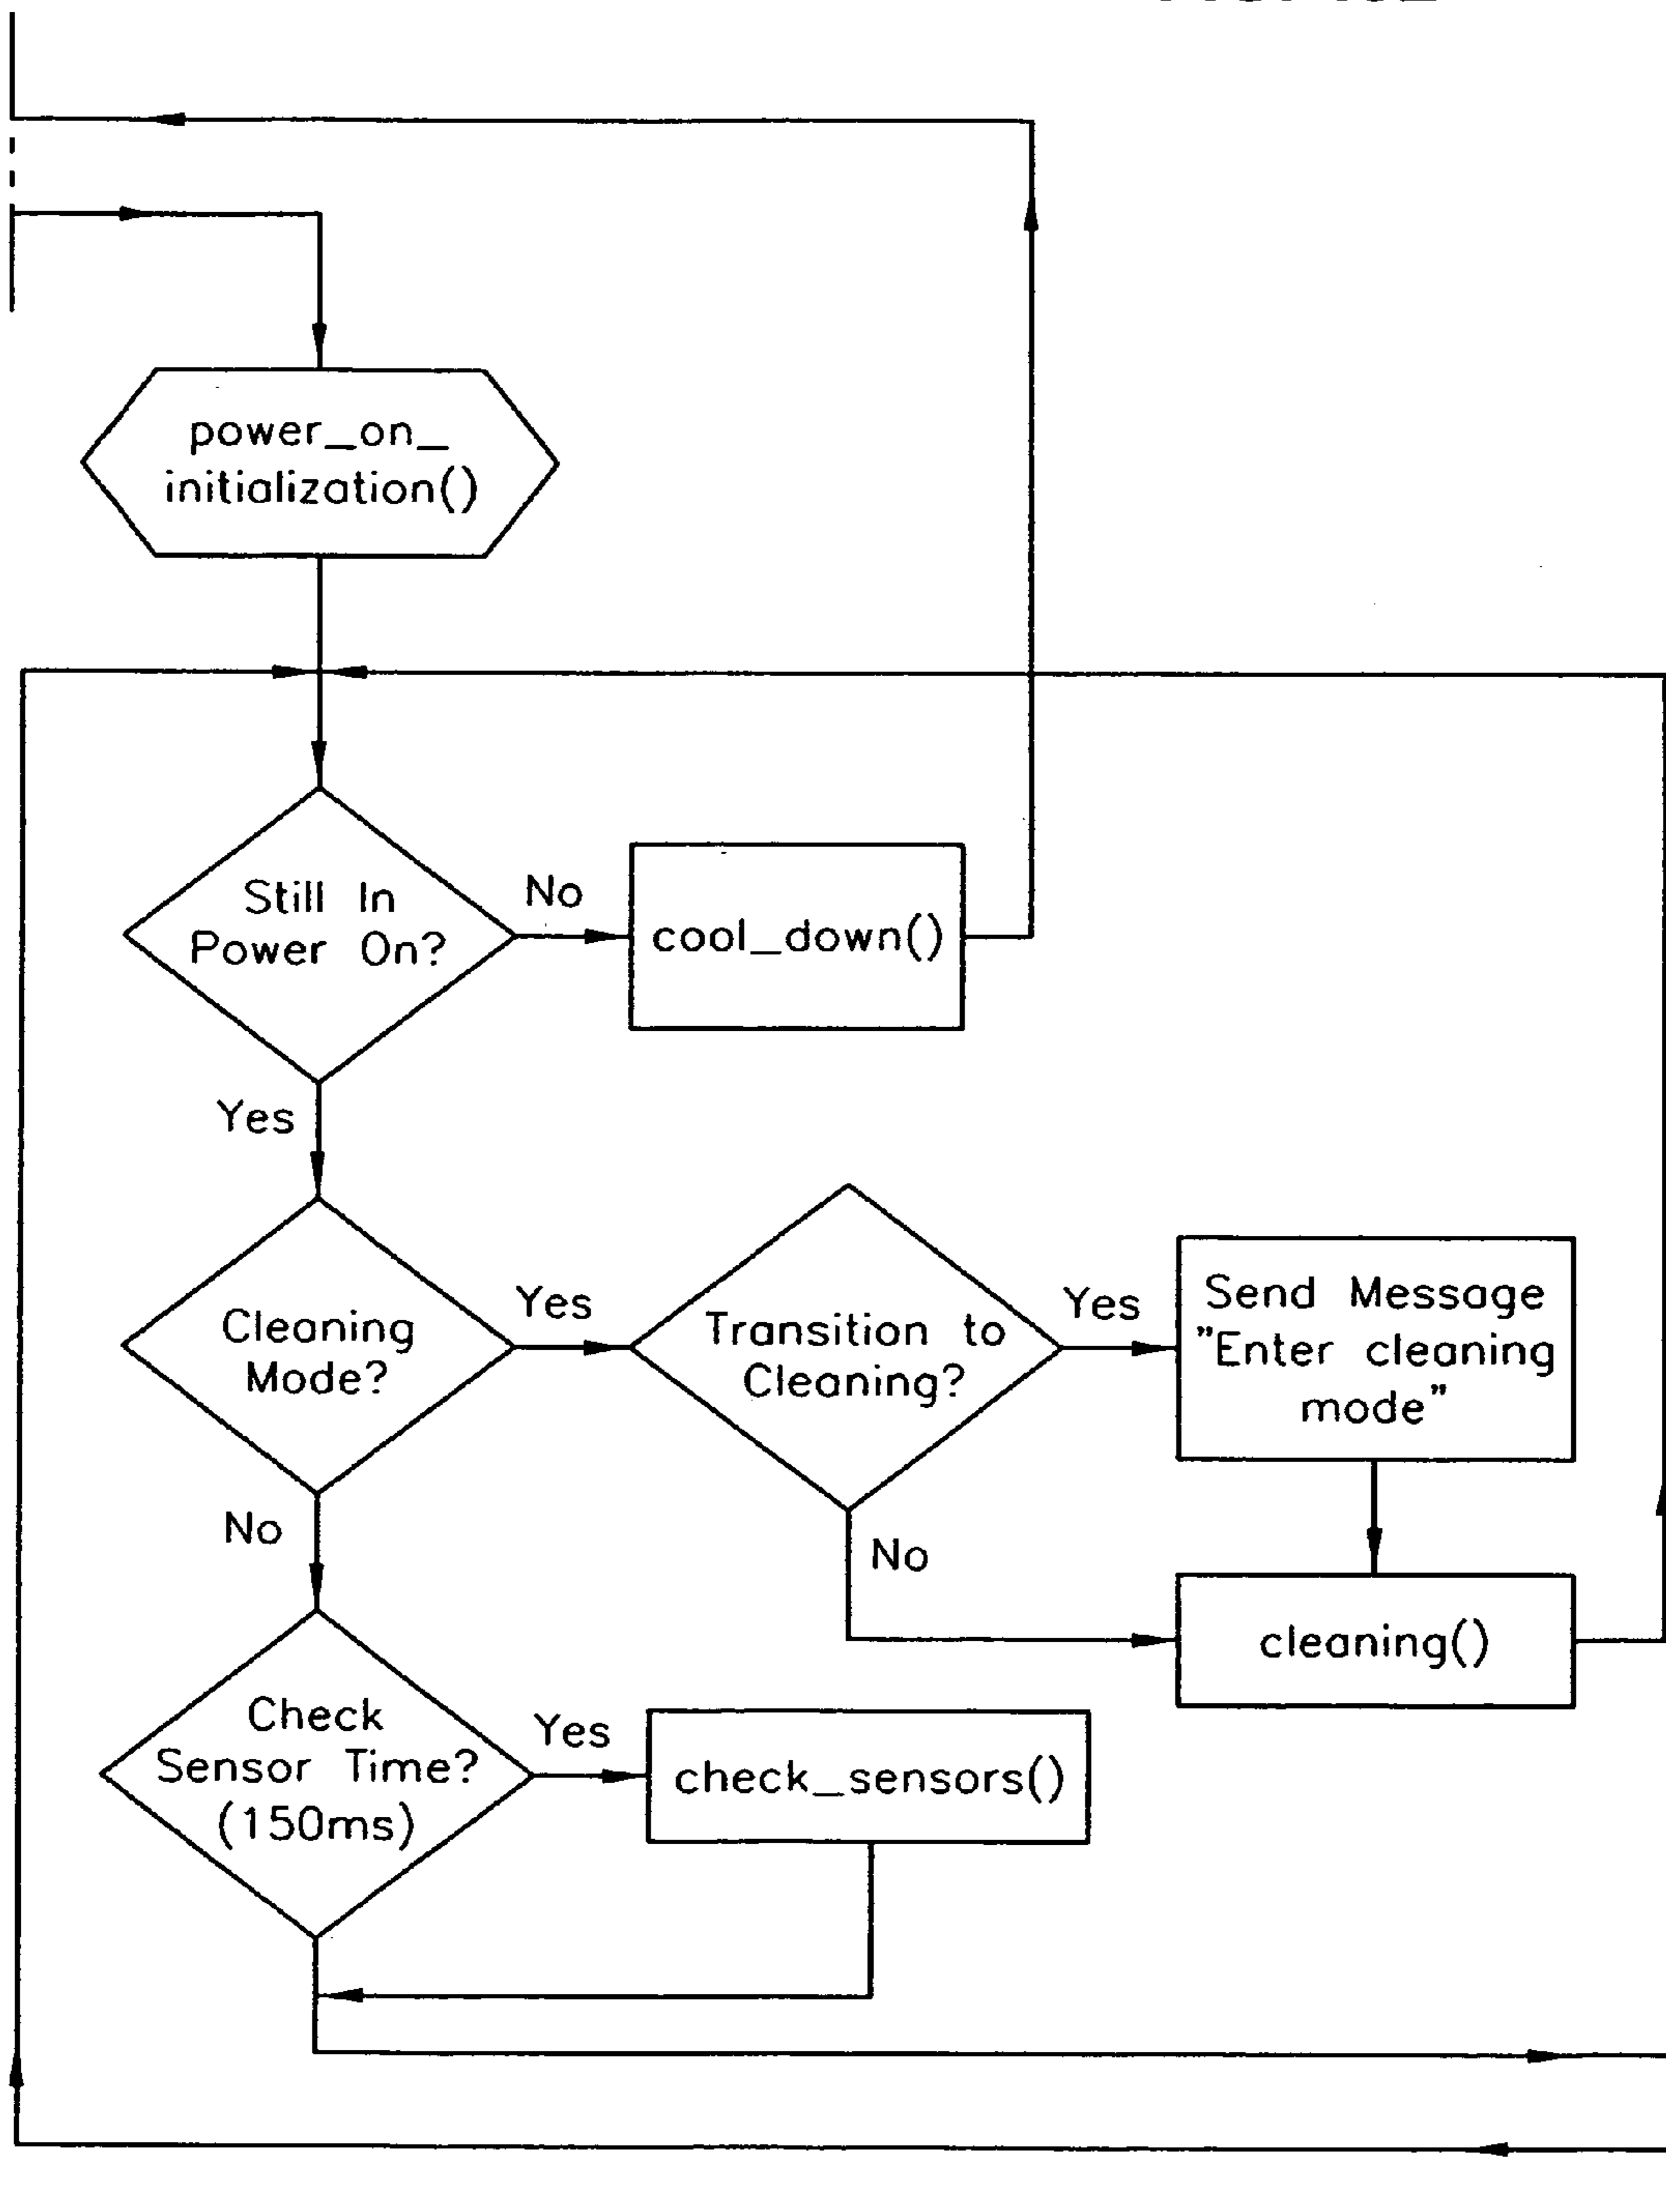 power_on_
initialization()
Still In
Power On?
No
cool_down()
Yes
Cleaning
Mode?
Yes
Transition to
Cleaning?
Yes
Send Message
"Enter cleaning
mode"
No
No
cleaning()
Check
Sensor Time?
(150ms)
Yes
check_sensors()